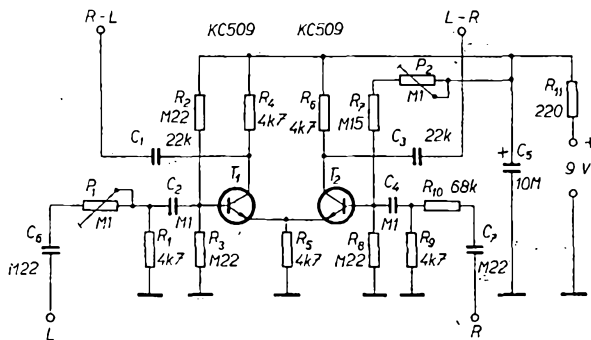 R-L
KC509
KC509
L-R
P2
M1
R2
M22
R4
4k7
R6
4k7
R7
M15
R11
220
C1
22k
C3
22k
C5
10M
+
+
9 V
-
T1
T2
P1
M1
C2
M1
C4
M1
R10
68k
C6
M22
R1
4k7
R3
M22
R5
4k7
R8
M22
R9
4k7
C7
M22
L
R